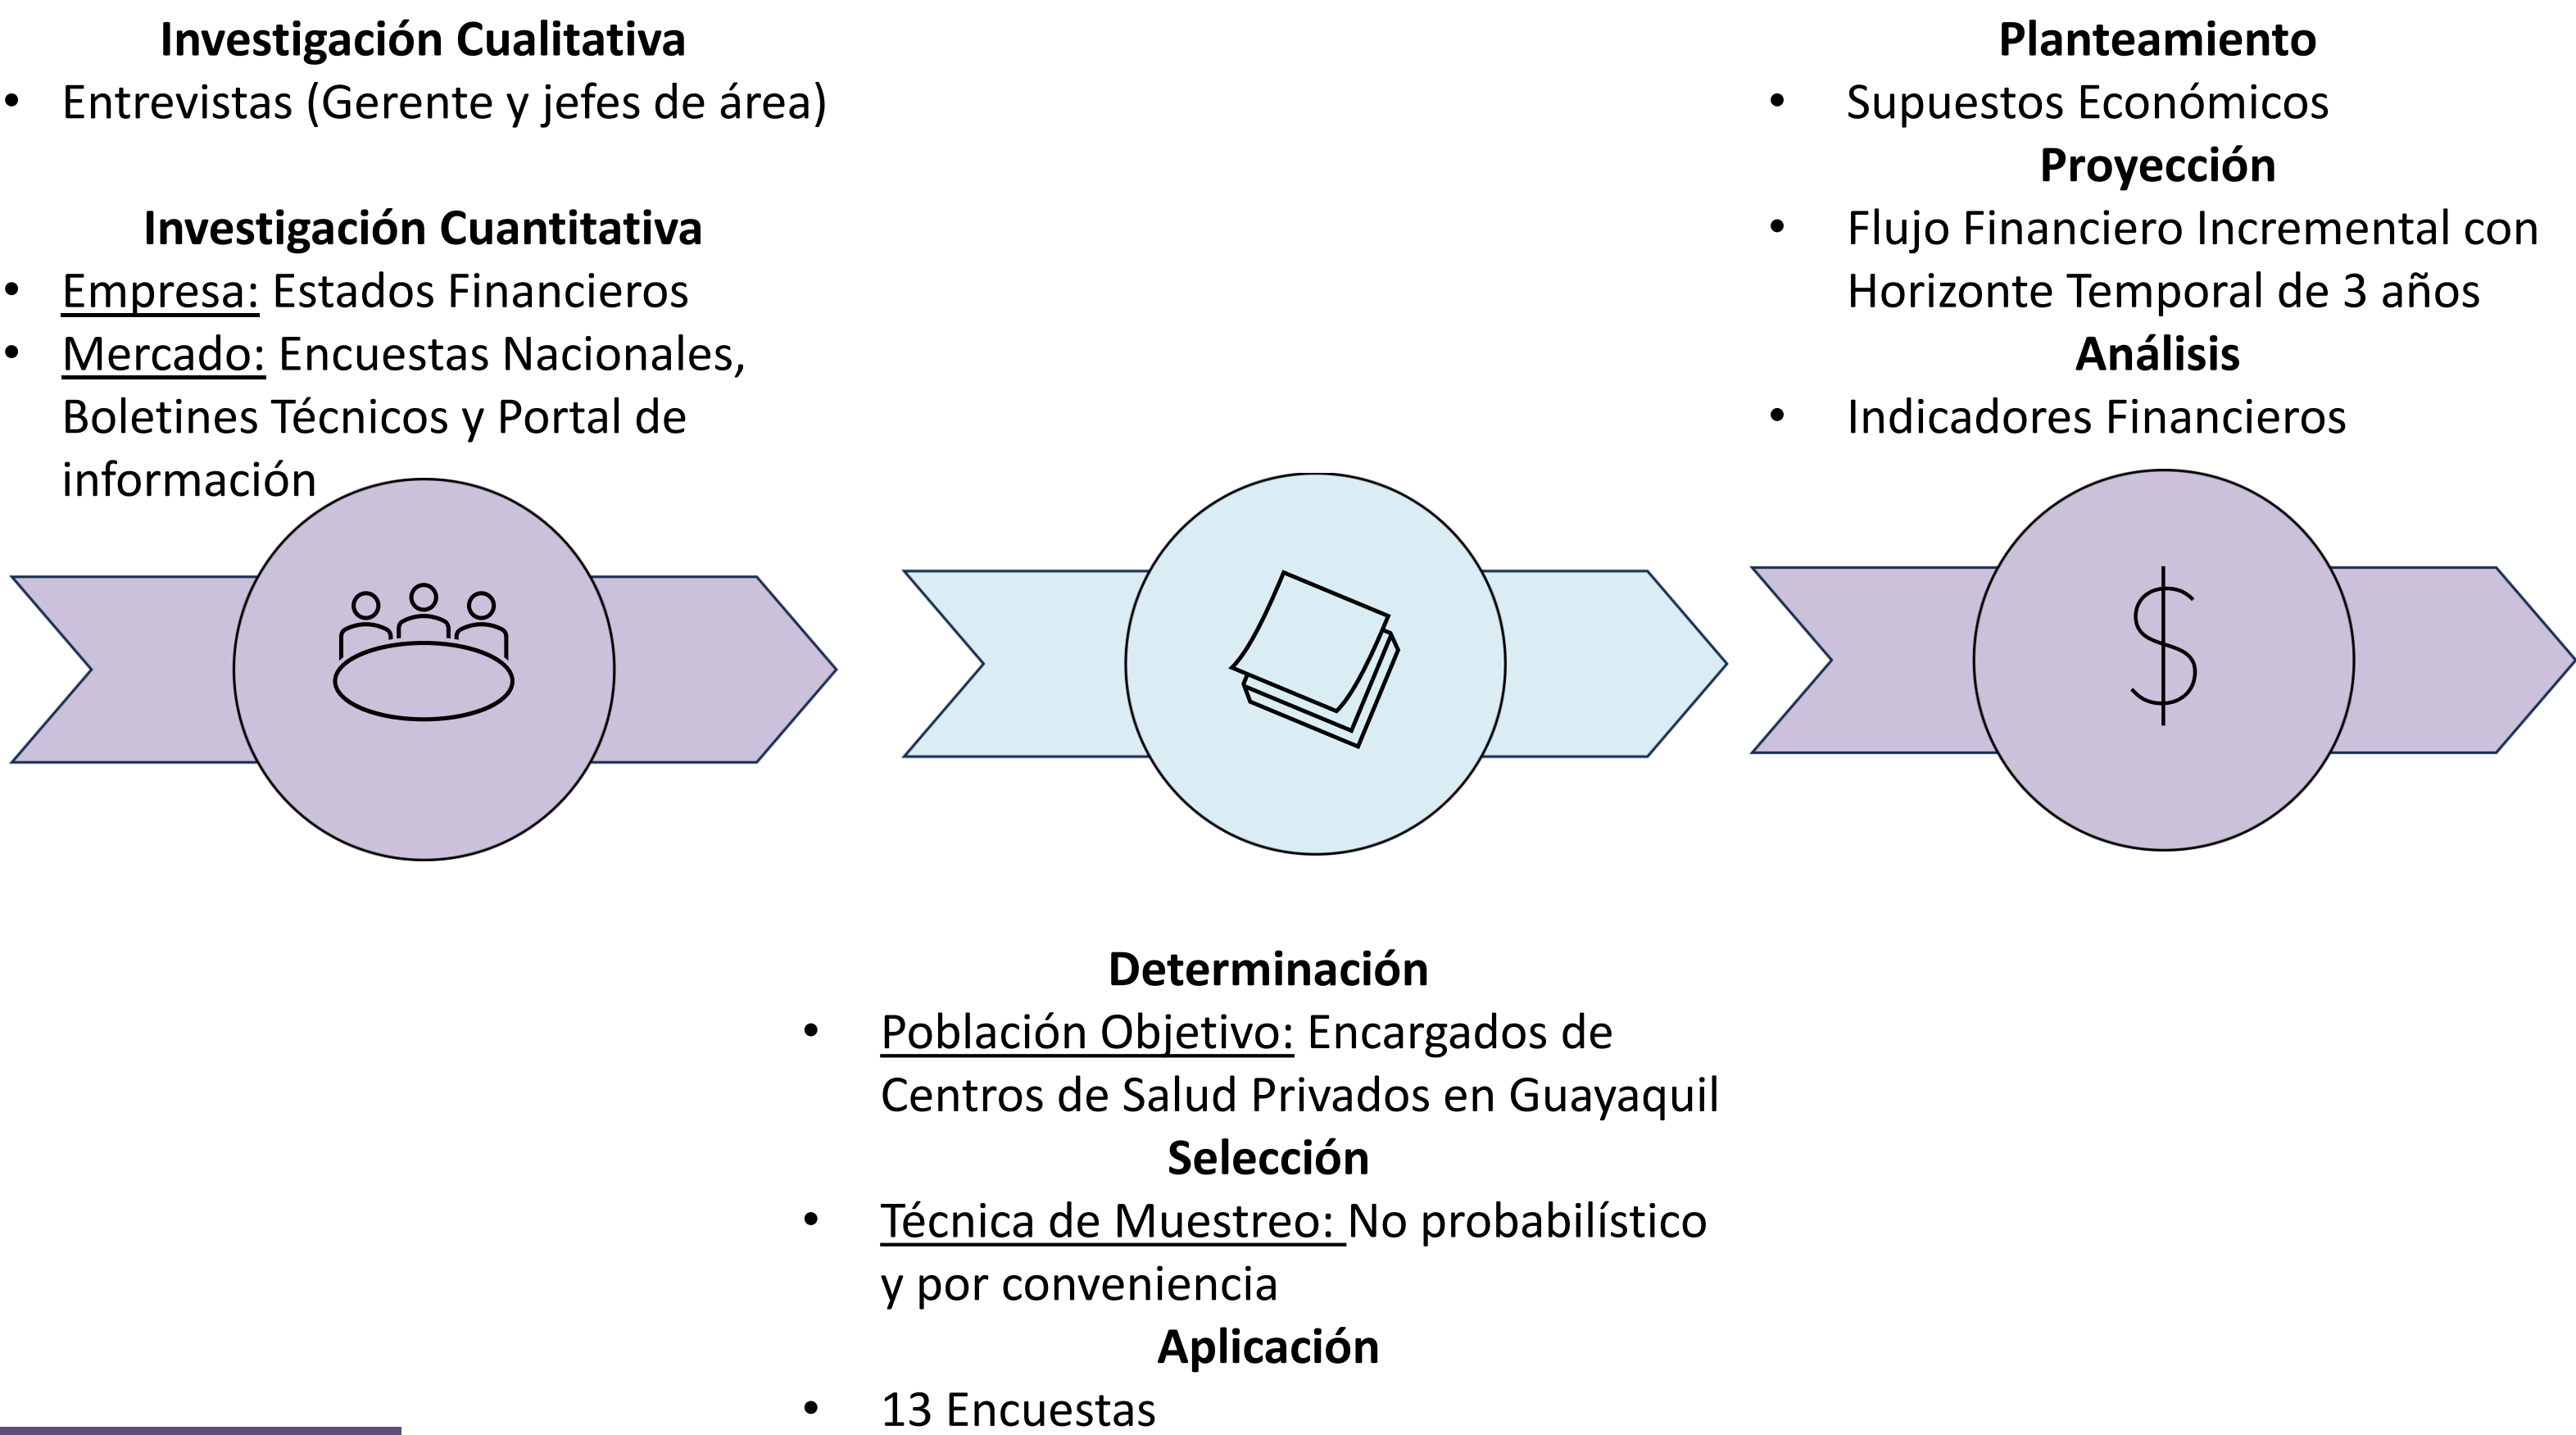 Investigación Cualitativa
• Entrevistas (Gerente y jefes de área)
Investigación Cuantitativa
• Empresa: Estados Financieros
• Mercado: Encuestas Nacionales,
Boletines Técnicos y Portal de
información
Determinación
• Población Objetivo: Encargados de
Centros de Salud Privados en Guayaquil
Selección
• Técnica de Muestreo: No probabilístico
y por conveniencia
Aplicación
• 13 Encuestas
Planteamiento
• Supuestos Económicos
Proyección
• Flujo Financiero Incremental con
Horizonte Temporal de 3 años
Análisis
• Indicadores Financieros
$